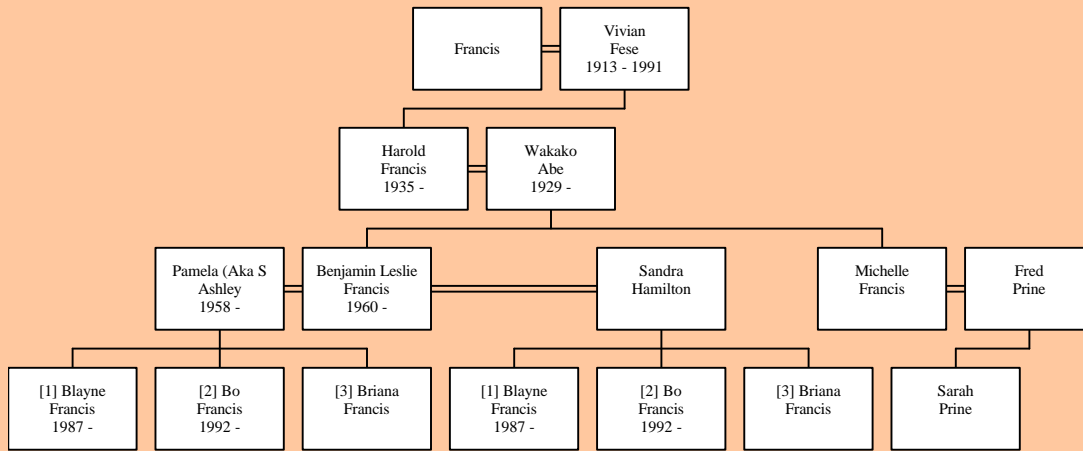 Francis
Vivian
Fese
1913 - 1991
Harold
Francis
1935 -
Wakako
Abe
1929 -
Pamela (Aka S
Ashley
1958 -
Benjamin Leslie
Francis
1960 -
Sandra
Hamilton
Michelle
Francis
Fred
Prine
[1] Blayne
Francis
1987 -
[2] Bo
Francis
1992 -
[3] Briana
Francis
[1] Blayne
Francis
1987 -
[2] Bo
Francis
1992 -
[3] Briana
Francis
Sarah
Prine